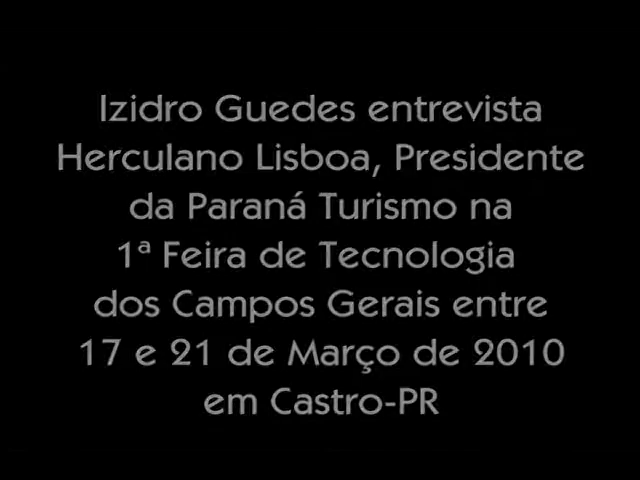 Izidro Guedes entrevista
Herculano Lisboa, Presidente
da Paraná Turismo na
1ª Feira de Tecnologia
dos Campos Gerais entre
17 e 21 de Março de 2010
em Castro-PR